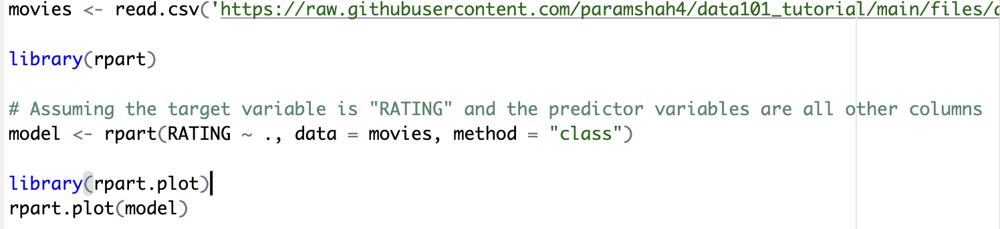 movies <- read.csv('https://raw.githubusercontent.com/paramshah4/data101_tutorial/main/files/
library(rpart)
# Assuming the target variable is "RATING" and the predictor variables are all other columns
model <- rpart(RATING ~ ., data = movies, method = "class")
library(rpart.plot)
rpart.plot(model)